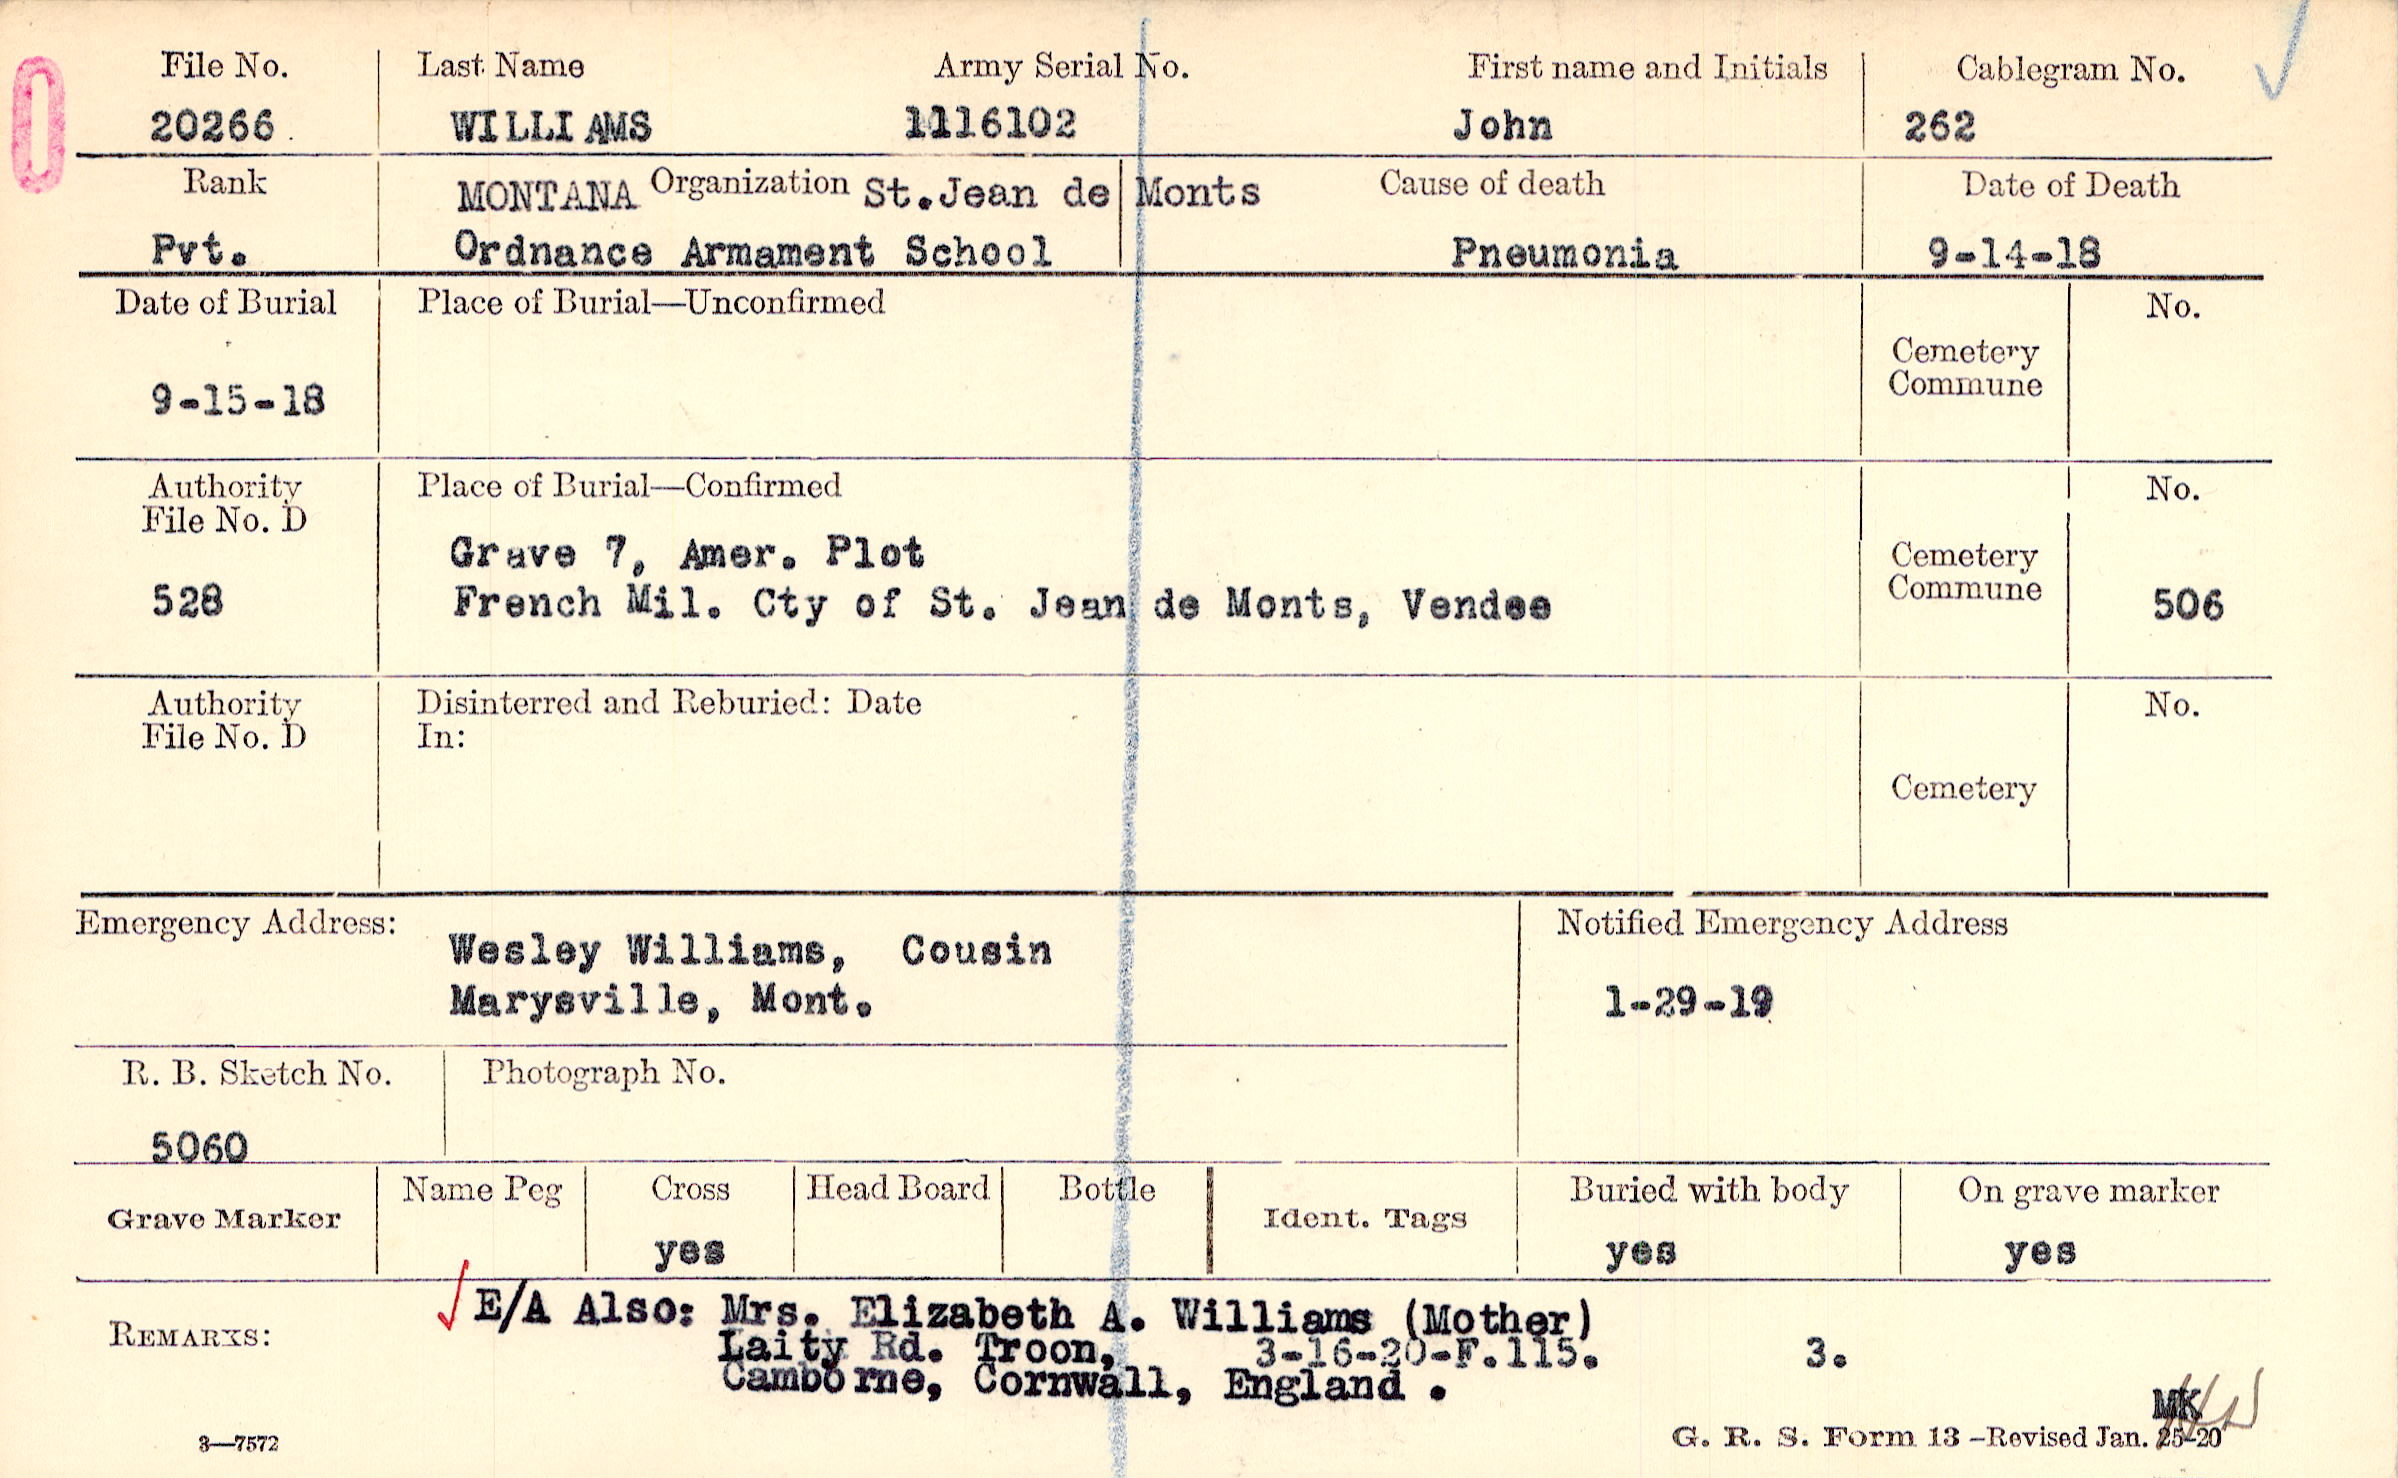 File No. Last Name Army Serial No. First name and Initials Cablegram No.
20266 WILLIAMS 1116102 John 262
Rank MONTANA Organization St.Jean de Monts Cause of death Date of Death
Pvt. Ordnance Armament School Pneumonia 9-14-18
Date of Burial Place of Burial—Unconfirmed No.
Cemetery
Commune
9-15-18
Authority Place of Burial—Confirmed No.
File No. D
Grave 7, Amer. Plot Cemetery
528 French Mil. Cty of St. Jean de Monts, Vendee Commune 506
Authority Disinterred and Reburied: Date No.
File No. D In:
Cemetery
Emergency Address: Notified Emergency Address
Wesley Williams, Cousin
Marysville, Mont. 1-29-19
R. B. Sketch No. Photograph No.
5060
Name Peg Cross Head Board Bottle Buried with body On grave marker
Grave Marker Ident. Tags
yes yes yes
E/A Also: Mrs. Elizabeth A. Williams (Mother)
REMARKS: Laity Rd. Troon, 3-16-20-F.115. 3.
Camborne, Cornwall, England .
MK
3—7572 G. R. S. Form 13 -Revised Jan. 25-20